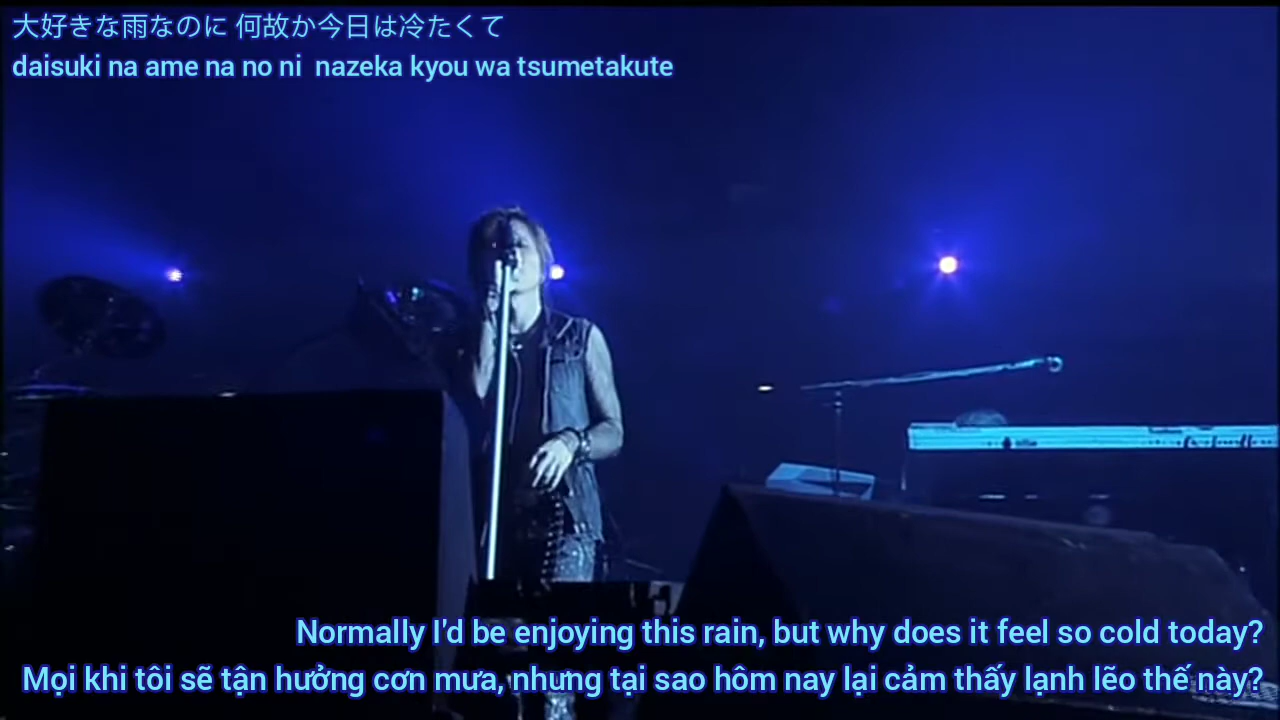 大好きな雨なのに 何故か今日は冷たくて
daisuki na ame na no ni  nazeka kyou wa tsumetakute
Normally I'd be enjoying this rain, but why does it feel so cold today?
Mọi khi tôi sẽ tận hưởng cơn mưa, nhưng tại sao hôm nay lại cảm thấy lạnh lẽo thế này?